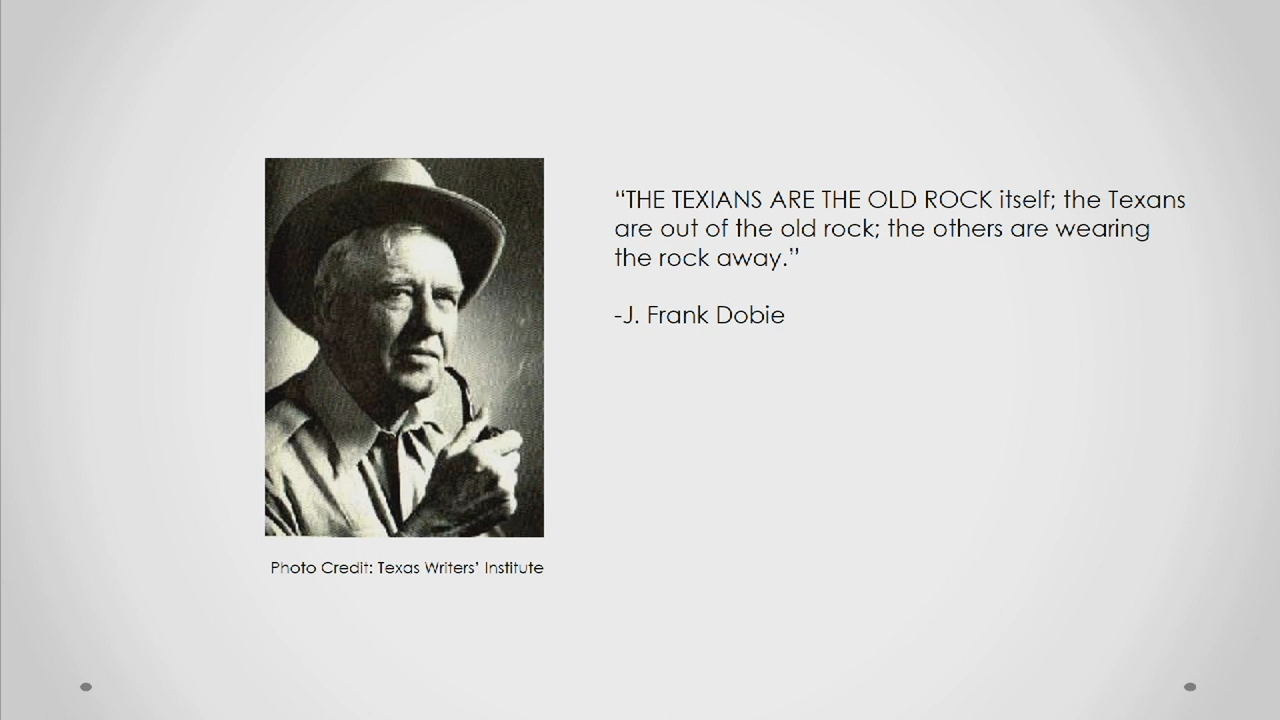 “THE TEXIANS ARE THE OLD ROCK itself; the Texans
are out of the old rock; the others are wearing
the rock away.”
-J. Frank Dobie
Photo Credit: Texas Writers’ Institute